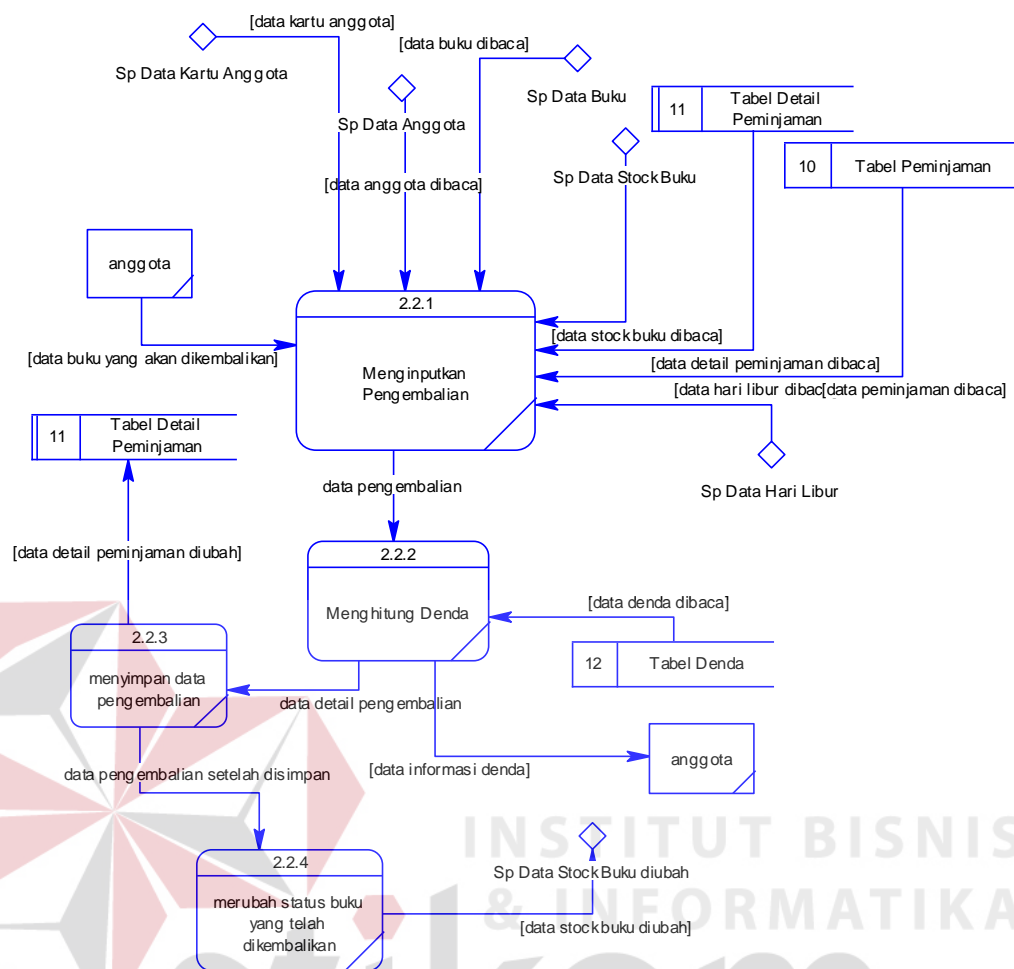 [data kartu anggota]
[data buku dibaca]
Sp Data Kartu Anggota
Sp Data Buku
Sp Data Anggota
11
Tabel Detail
Peminjaman
10
Tabel Peminjaman
Sp Data Stock Buku
[data anggota dibaca]
anggota
2.2.1
Menginputkan
Pengembalian
[data stock buku dibaca]
[data buku yang akan dikembalikan]
[data detail peminjaman dibaca]
[data hari libur dibac
[data peminjaman dibaca]
11
Tabel Detail
Peminjaman
Sp Data Hari Libur
data pengembalian
[data detail peminjaman diubah]
2.2.2
Menghitung Denda
[data denda dibaca]
2.2.3
menyimpan data
pengembalian
12
Tabel Denda
data detail pengembalian
anggota
data pengembalian setelah disimpan
[data informasi denda]
INSTITUT BISNIS
& INFORMATIKA
2.2.4
merubah status buku
yang telah
dikembalikan
Sp Data Stock Buku diubah
[data stock buku diubah]